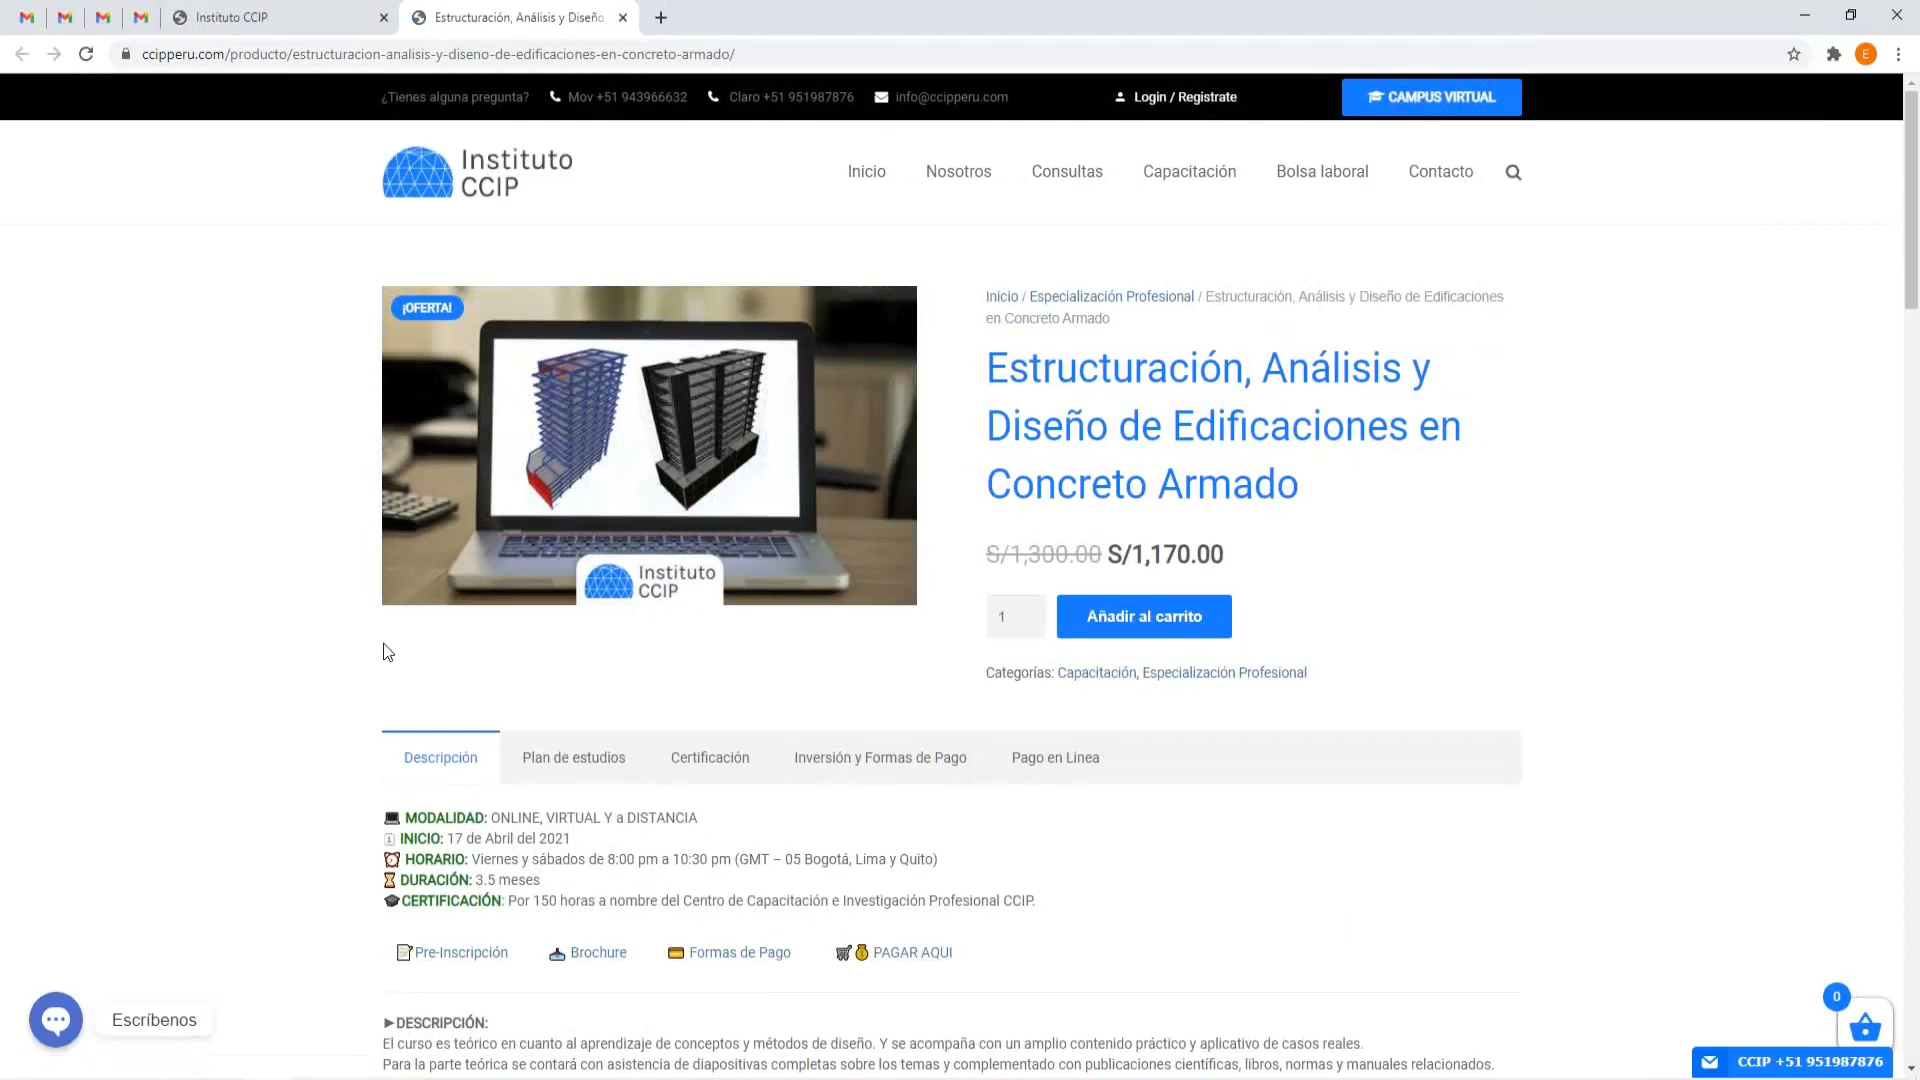 Instituto CCIP
Estructuración, Análisis y Diseño
ccipperu.com/producto/estructuracion-analisis-y-diseno-de-edificaciones-en-concreto-armado/
E
¿Tienes alguna pregunta? Mov +51 943966632 Claro +51 951987876 info@ccipperu.com Login / Registrate CAMPUS VIRTUAL
Instituto
CCIP
Inicio Nosotros Consultas Capacitación Bolsa laboral Contacto
¡OFERTA!
Instituto
CCIP
Inicio / Especialización Profesional / Estructuración, Análisis y Diseño de Edificaciones
en Concreto Armado
Estructuración, Análisis y
Diseño de Edificaciones en
Concreto Armado
S/1,300.00 S/1,170.00
1 Añadir al carrito
Categorías: Capacitación, Especialización Profesional
Descripción Plan de estudios Certificación Inversión y Formas de Pago Pago en Linea
MODALIDAD: ONLINE, VIRTUAL Y a DISTANCIA
INICIO: 17 de Abril del 2021
HORARIO: Viernes y sábados de 8:00 pm a 10:30 pm (GMT – 05 Bogotá, Lima y Quito)
DURACIÓN: 3.5 meses
CERTIFICACIÓN: Por 150 horas a nombre del Centro de Capacitación e Investigación Profesional CCIP.
Pre-Inscripción Brochure Formas de Pago PAGAR AQUI
►DESCRIPCIÓN:
El curso es teórico en cuanto al aprendizaje de conceptos y métodos de diseño. Y se acompaña con un amplio contenido práctico y aplicativo de casos reales.
Para la parte teórica se contará con asistencia de diapositivas completas sobre los temas y complementado con publicaciones científicas, libros, normas y manuales relacionados.
Escríbenos
0
CCIP +51 951987876